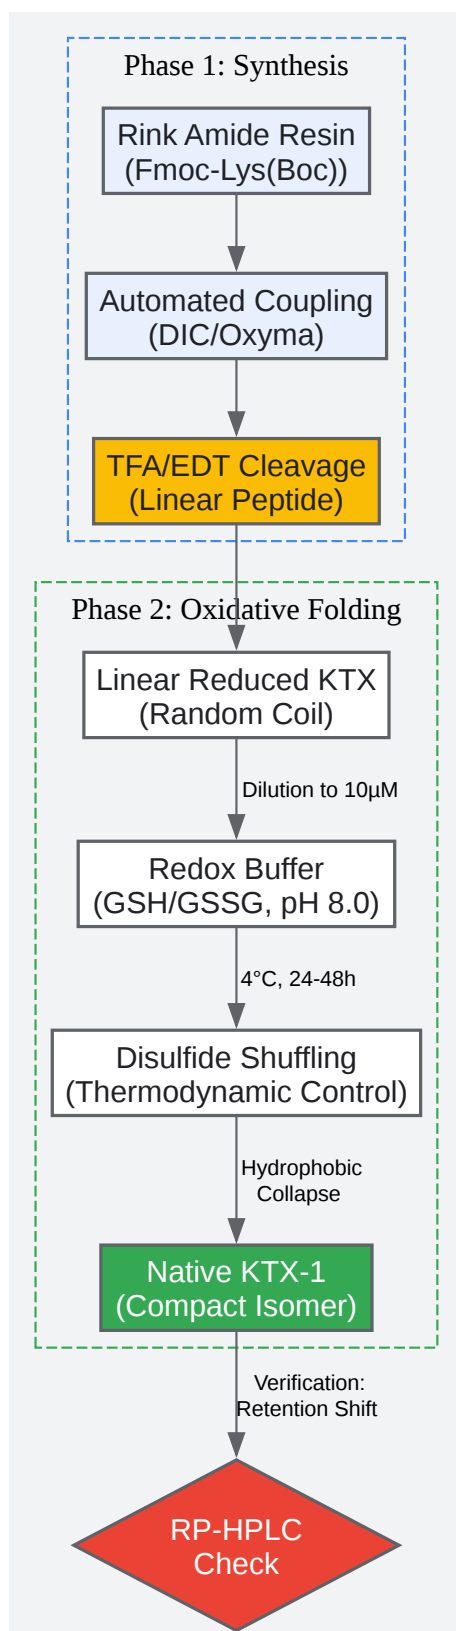 Phase 1: Synthesis
Rink Amide Resin
(Fmoc-Lys(Boc))
Automated Coupling
(DIC/Oxyma)
TFA/EDT Cleavage
(Linear Peptide)
Phase 2: Oxidative Folding
Linear Reduced KTX
(Random Coil)
Dilution to 10µM
Redox Buffer
(GSH/GSSG, pH 8.0)
4°C, 24-48h
Disulfide Shuffling
(Thermodynamic Control)
Hydrophobic
Collapse
Native KTX-1
(Compact Isomer)
Verification:
Retention Shift
RP-HPLC
Check